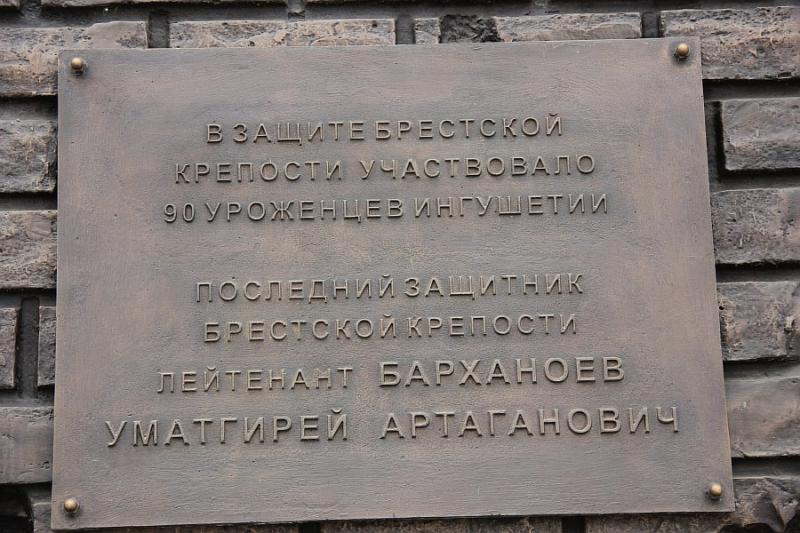 В ЗАЩИТЕ БРЕСТСКОЙ
КРЕПОСТИ УЧАСТВОВАЛО
90 УРОЖЕНЦЕВ ИНГУШЕТИИ
ПОСЛЕДНИЙ ЗАЩИТНИК
БРЕСТСКОЙ КРЕПОСТИ
ЛЕЙТЕНАНТ БАРХАНОЕВ
УМАТГИРЕЙ АРТАГАНОВИЧ